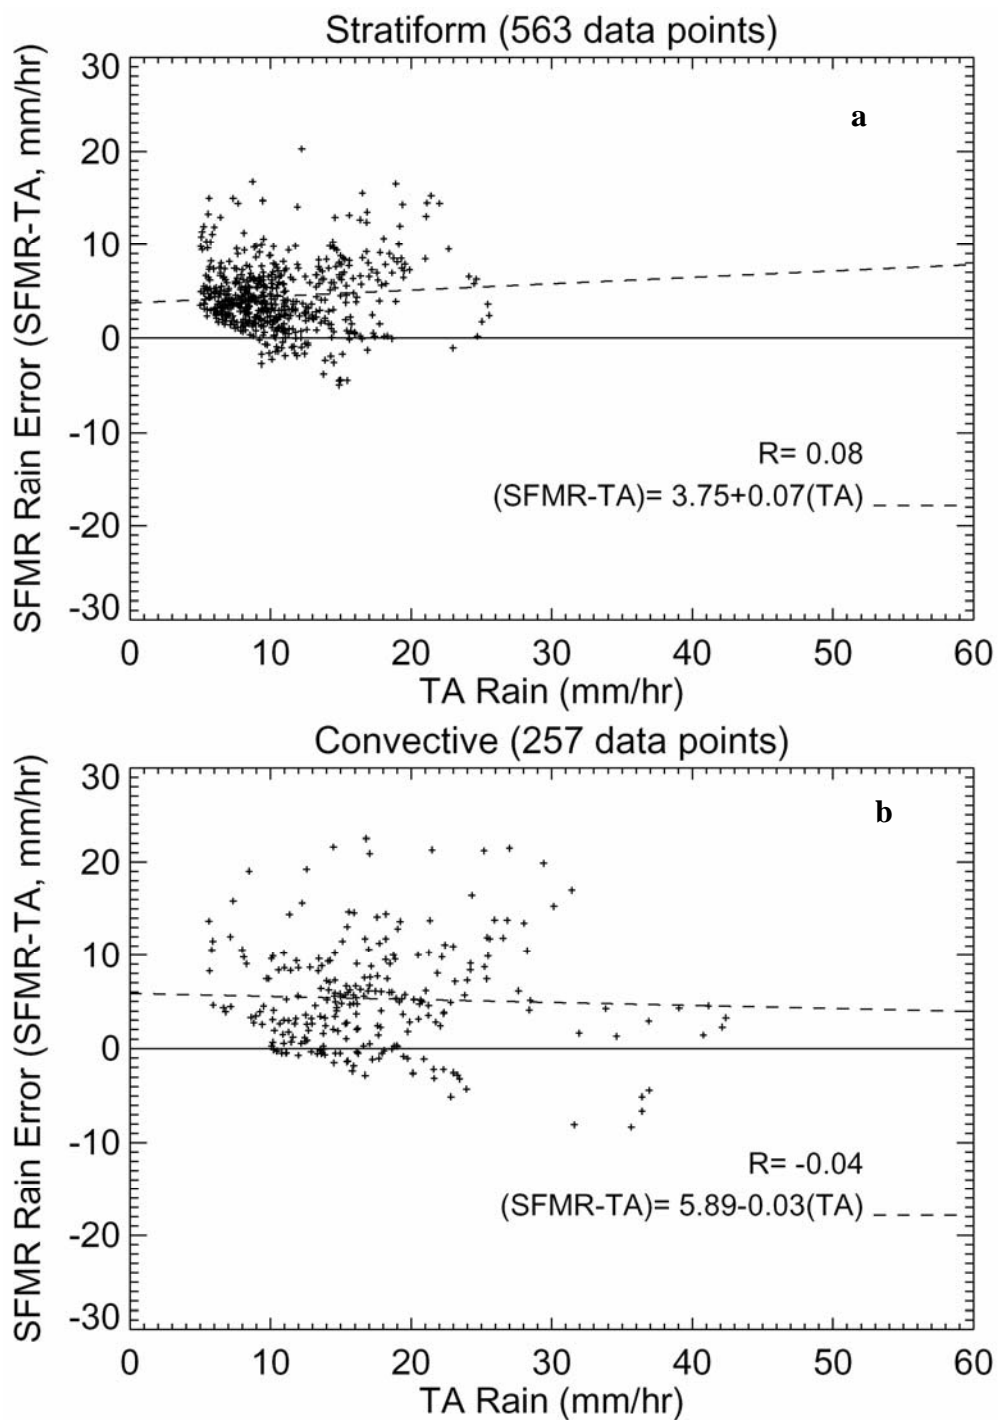 Stratiform (563 data points)
a
SFMR Rain Error (SFMR-TA, mm/hr)
30
20
10
0
-10
-20
-30
R= 0.08
(SFMR-TA)= 3.75+0.07(TA)
0 10 20 30 40 50 60
TA Rain (mm/hr)
Convective (257 data points)
b
SFMR Rain Error (SFMR-TA, mm/hr)
30
20
10
0
-10
-20
-30
R= -0.04
(SFMR-TA)= 5.89-0.03(TA)
0 10 20 30 40 50 60
TA Rain (mm/hr)